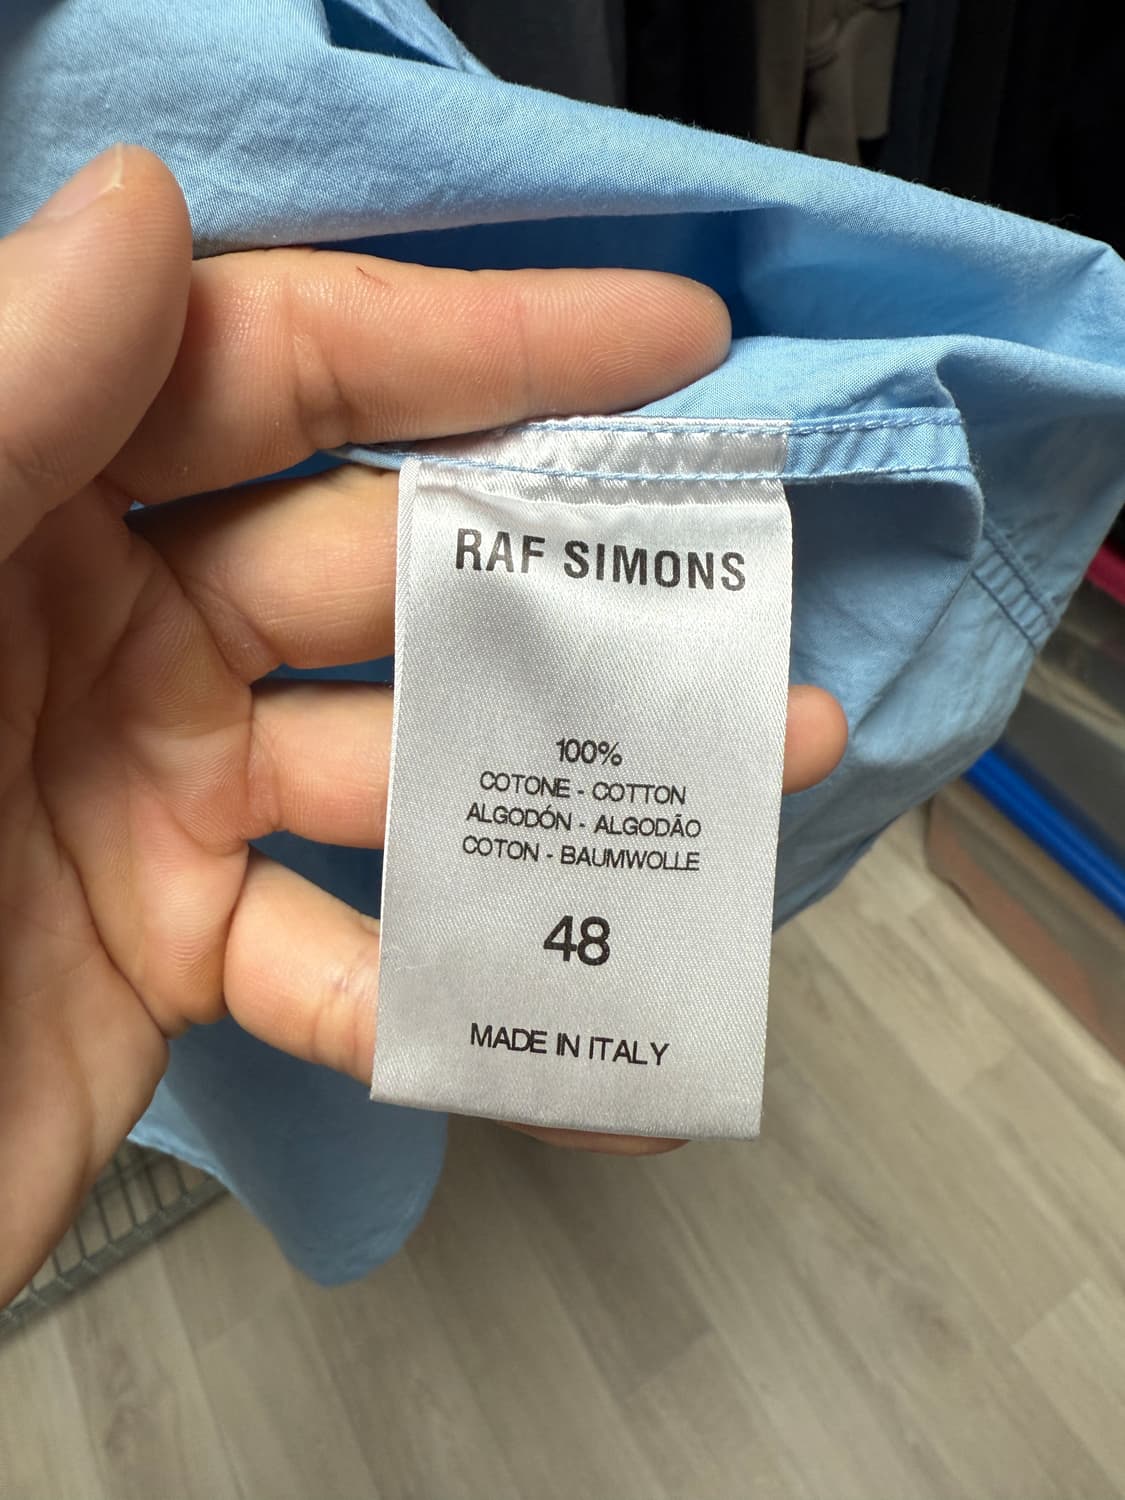 RAF SIMONS
100%
COTONE - COTTON
ALGODÓN - ALGODÃO
COTON - BAUMWOLLE
48
MADE IN ITALY